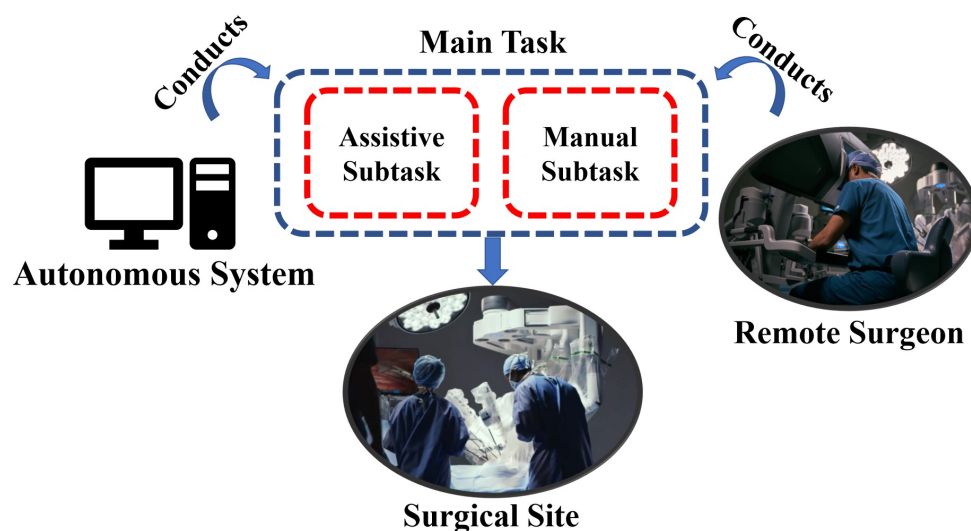 Main Task
Conducts
Conducts
Assistive
Subtask
Manual
Subtask
Autonomous System
Remote Surgeon
Surgical Site